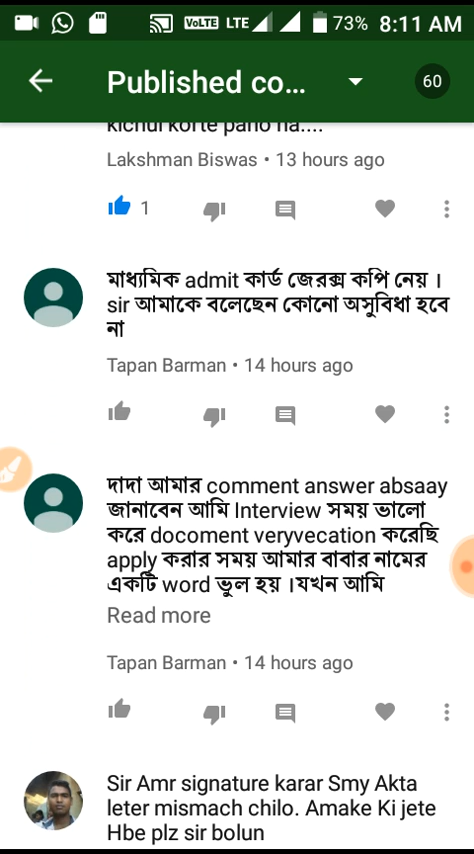 VoLTE LTE 73% 8:11 AM
Published co... 60
kichui korte parbo na....
Lakshman Biswas • 13 hours ago
1
মাধ্যমিক admit কার্ড জেরক্স কপি নেয় ।
sir আমাকে বলেছেন কোনো অসুবিধা হবে
না
Tapan Barman • 14 hours ago
দাদা আমার comment answer absaay
জানাবেন আমি Interview সময় ভালো
করে docoment veryvecation করেছি
apply করার সময় আমার বাবার নামের
একটি word ভুল হয় ।যখন আমি
Read more
Tapan Barman • 14 hours ago
Sir Amr signature karar Smy Akta
leter mismach chilo. Amake Ki jete
Hbe plz sir bolun